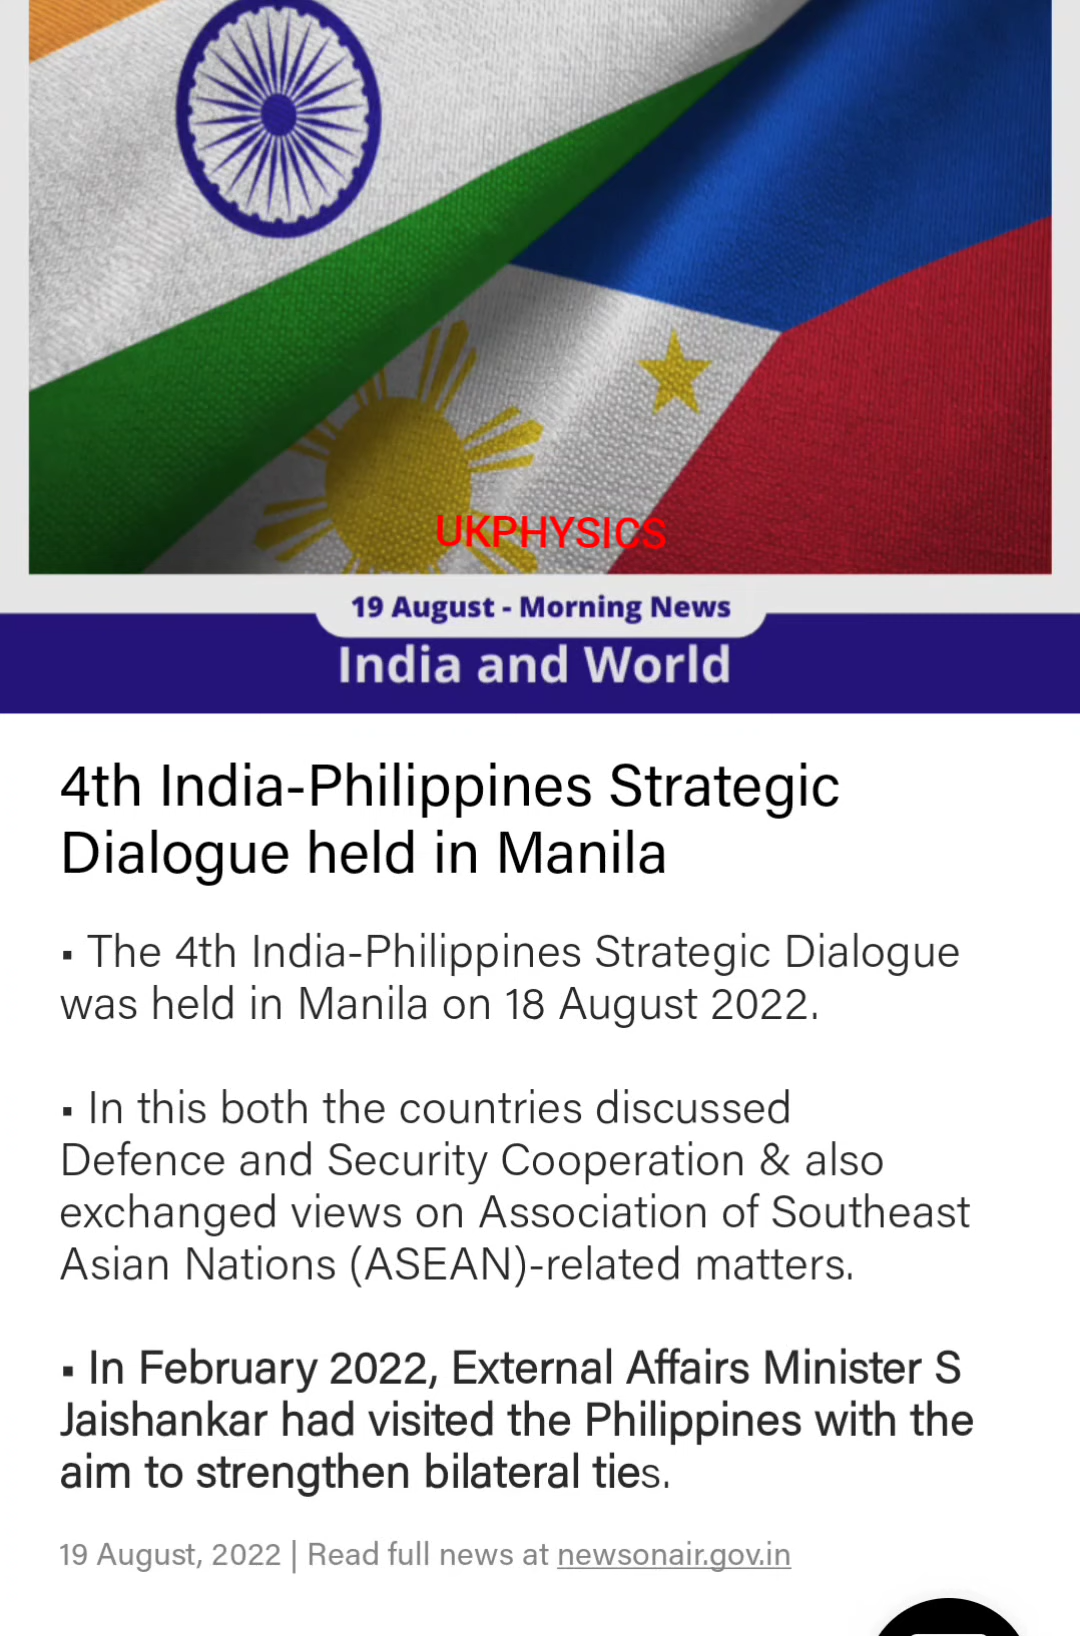 UKPHYSICS
19 August - Morning News
India and World
4th India-Philippines Strategic
Dialogue held in Manila
▪ The 4th India-Philippines Strategic Dialogue
was held in Manila on 18 August 2022.
▪ In this both the countries discussed
Defence and Security Cooperation & also
exchanged views on Association of Southeast
Asian Nations (ASEAN)-related matters.
▪ In February 2022, External Affairs Minister S
Jaishankar had visited the Philippines with the
aim to strengthen bilateral ties.
19 August, 2022 | Read full news at newsonair.gov.in